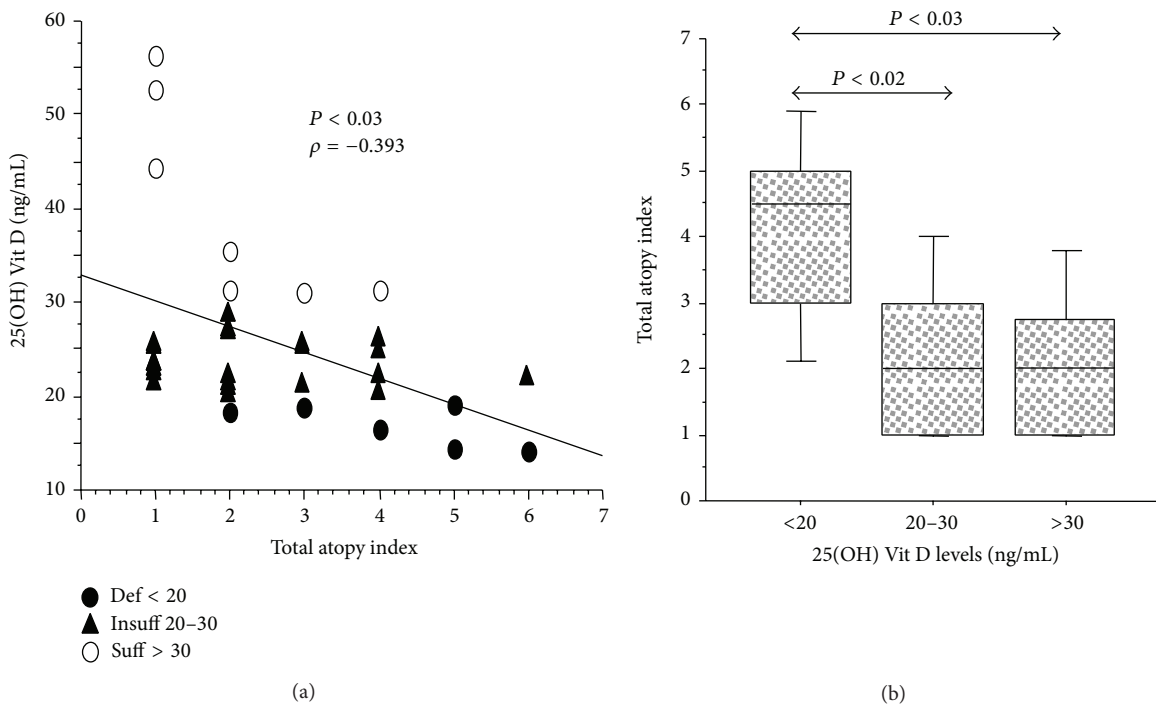 60
50
40
30
20
10
25(OH) Vit D (ng/mL)
P < 0.03
ρ = −0.393
0 1 2 3 4 5 6 7
Total atopy index
Def < 20
Insuff 20–30
Suff > 30
(a)
P < 0.03
P < 0.02
7
6
5
4
3
2
1
0
Total atopy index
<20 20–30 >30
25(OH) Vit D levels (ng/mL)
(b)